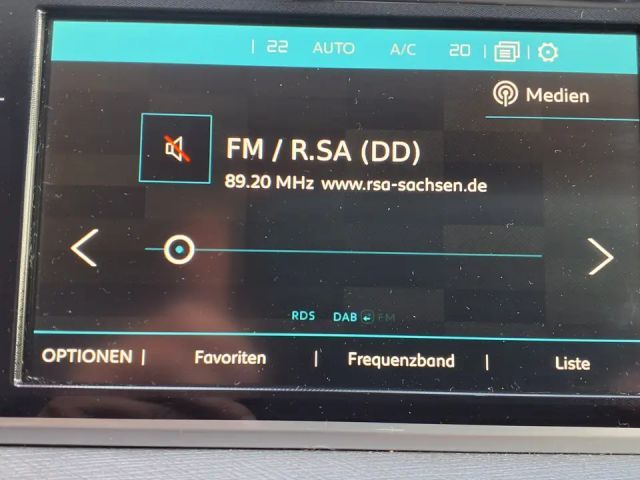 | 22 AUTO A/C 20 | |
Medien
FM / R.SA (DD)
89.20 MHz www.rsa-sachsen.de
RDS DAB FM
OPTIONEN | Favoriten | Frequenzband | Liste